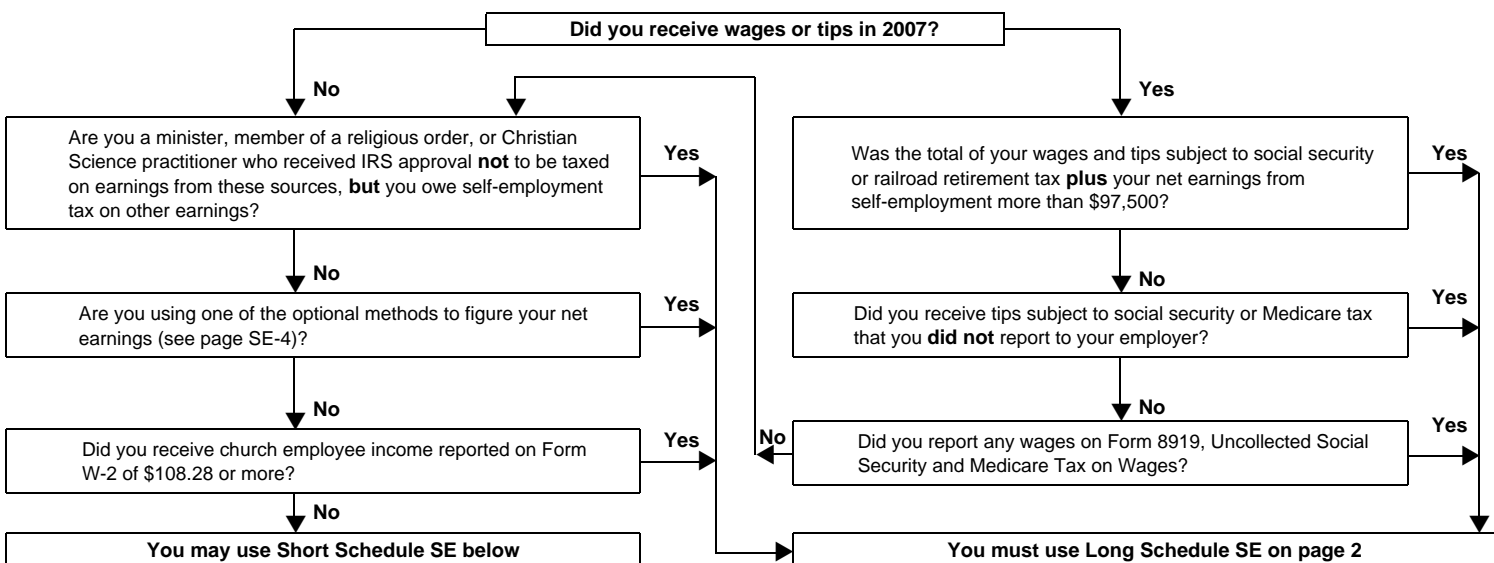 Did you receive wages or tips in 2007?
No
Yes
Are you a minister, member of a religious order, or Christian
Science practitioner who received IRS approval not to be taxed
on earnings from these sources, but you owe self-employment
tax on other earnings?
Yes
Was the total of your wages and tips subject to social security
or railroad retirement tax plus your net earnings from
self-employment more than $97,500?
Yes
No
No
Are you using one of the optional methods to figure your net
earnings (see page SE-4)?
Yes
Did you receive tips subject to social security or Medicare tax
that you did not report to your employer?
Yes
No
No
Did you receive church employee income reported on Form
W-2 of $108.28 or more?
Yes
No
Did you report any wages on Form 8919, Uncollected Social
Security and Medicare Tax on Wages?
Yes
No
You may use Short Schedule SE below
You must use Long Schedule SE on page 2